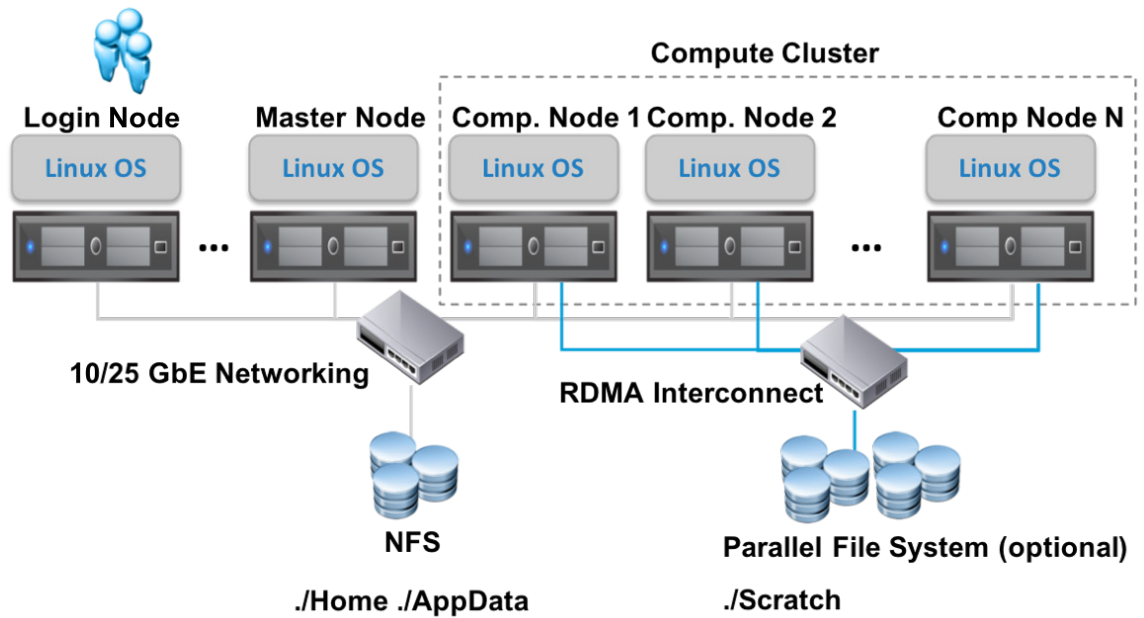 Compute Cluster
Login Node
Master Node
Comp. Node 1
Comp. Node 2
Comp Node N
Linux OS
Linux OS
Linux OS
Linux OS
Linux OS
...
...
10/25 GbE Networking
RDMA Interconnect
NFS
Parallel File System (optional)
./Home ./AppData
./Scratch